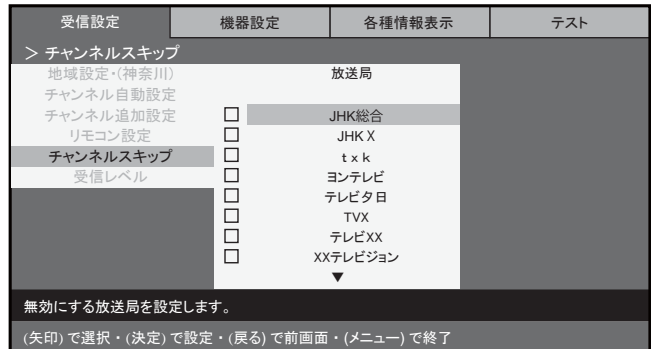 受信設定
機器設定
各種情報表示
テスト
＞ チャンネルスキップ
地域設定・(神奈川)
チャンネル自動設定
チャンネル追加設定
リモコン設定
チャンネルスキップ
受信レベル
放送局
JHK総合
JHK X
ｔｘｋ
ヨンテレビ
テレビ夕日
TVX
テレビXX
XXテレビジョン
▼
無効にする放送局を設定します。
(矢印) で選択・(決定) で設定・(戻る) で前画面・(メニュー) で終了